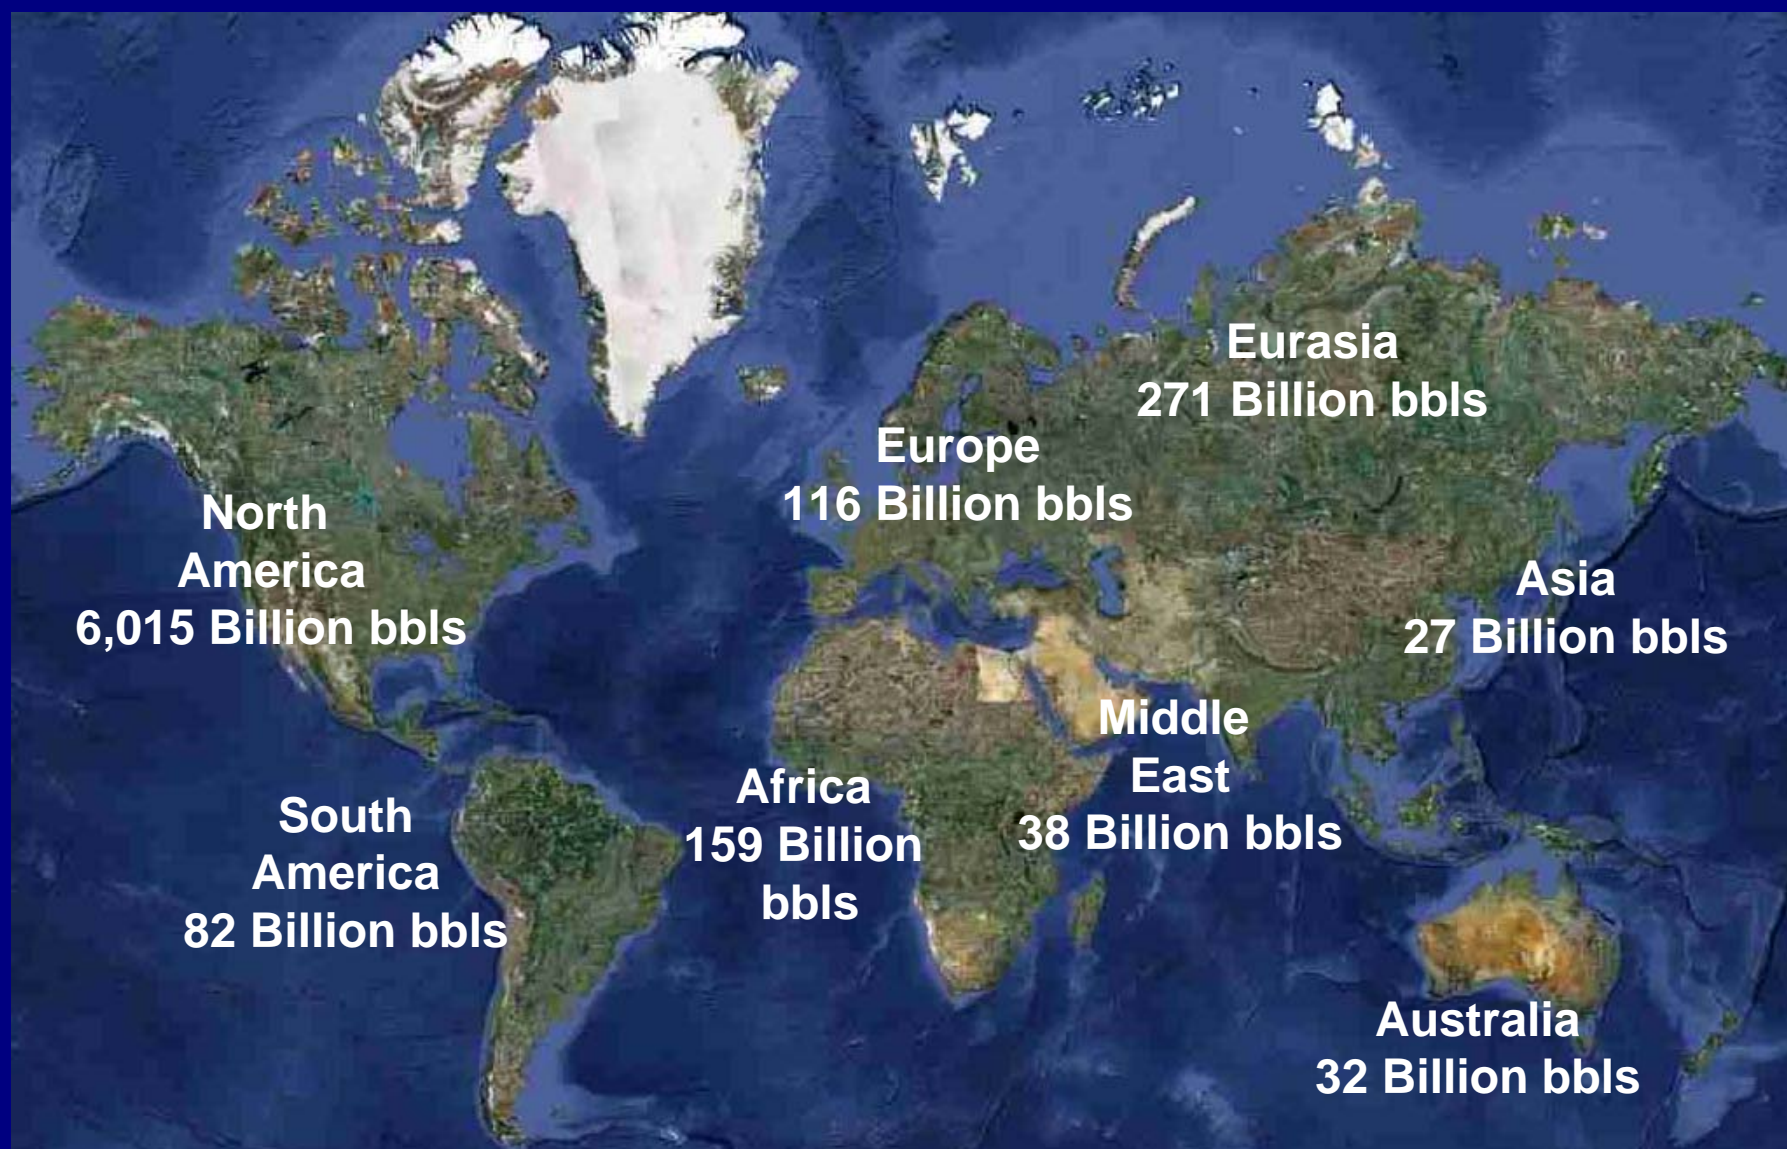 Eurasia
271 Billion bbls
Europe
116 Billion bbls
North
America
6,015 Billion bbls
Asia
27 Billion bbls
Middle
East
38 Billion bbls
Africa
159 Billion
bbls
South
America
82 Billion bbls
Australia
32 Billion bbls